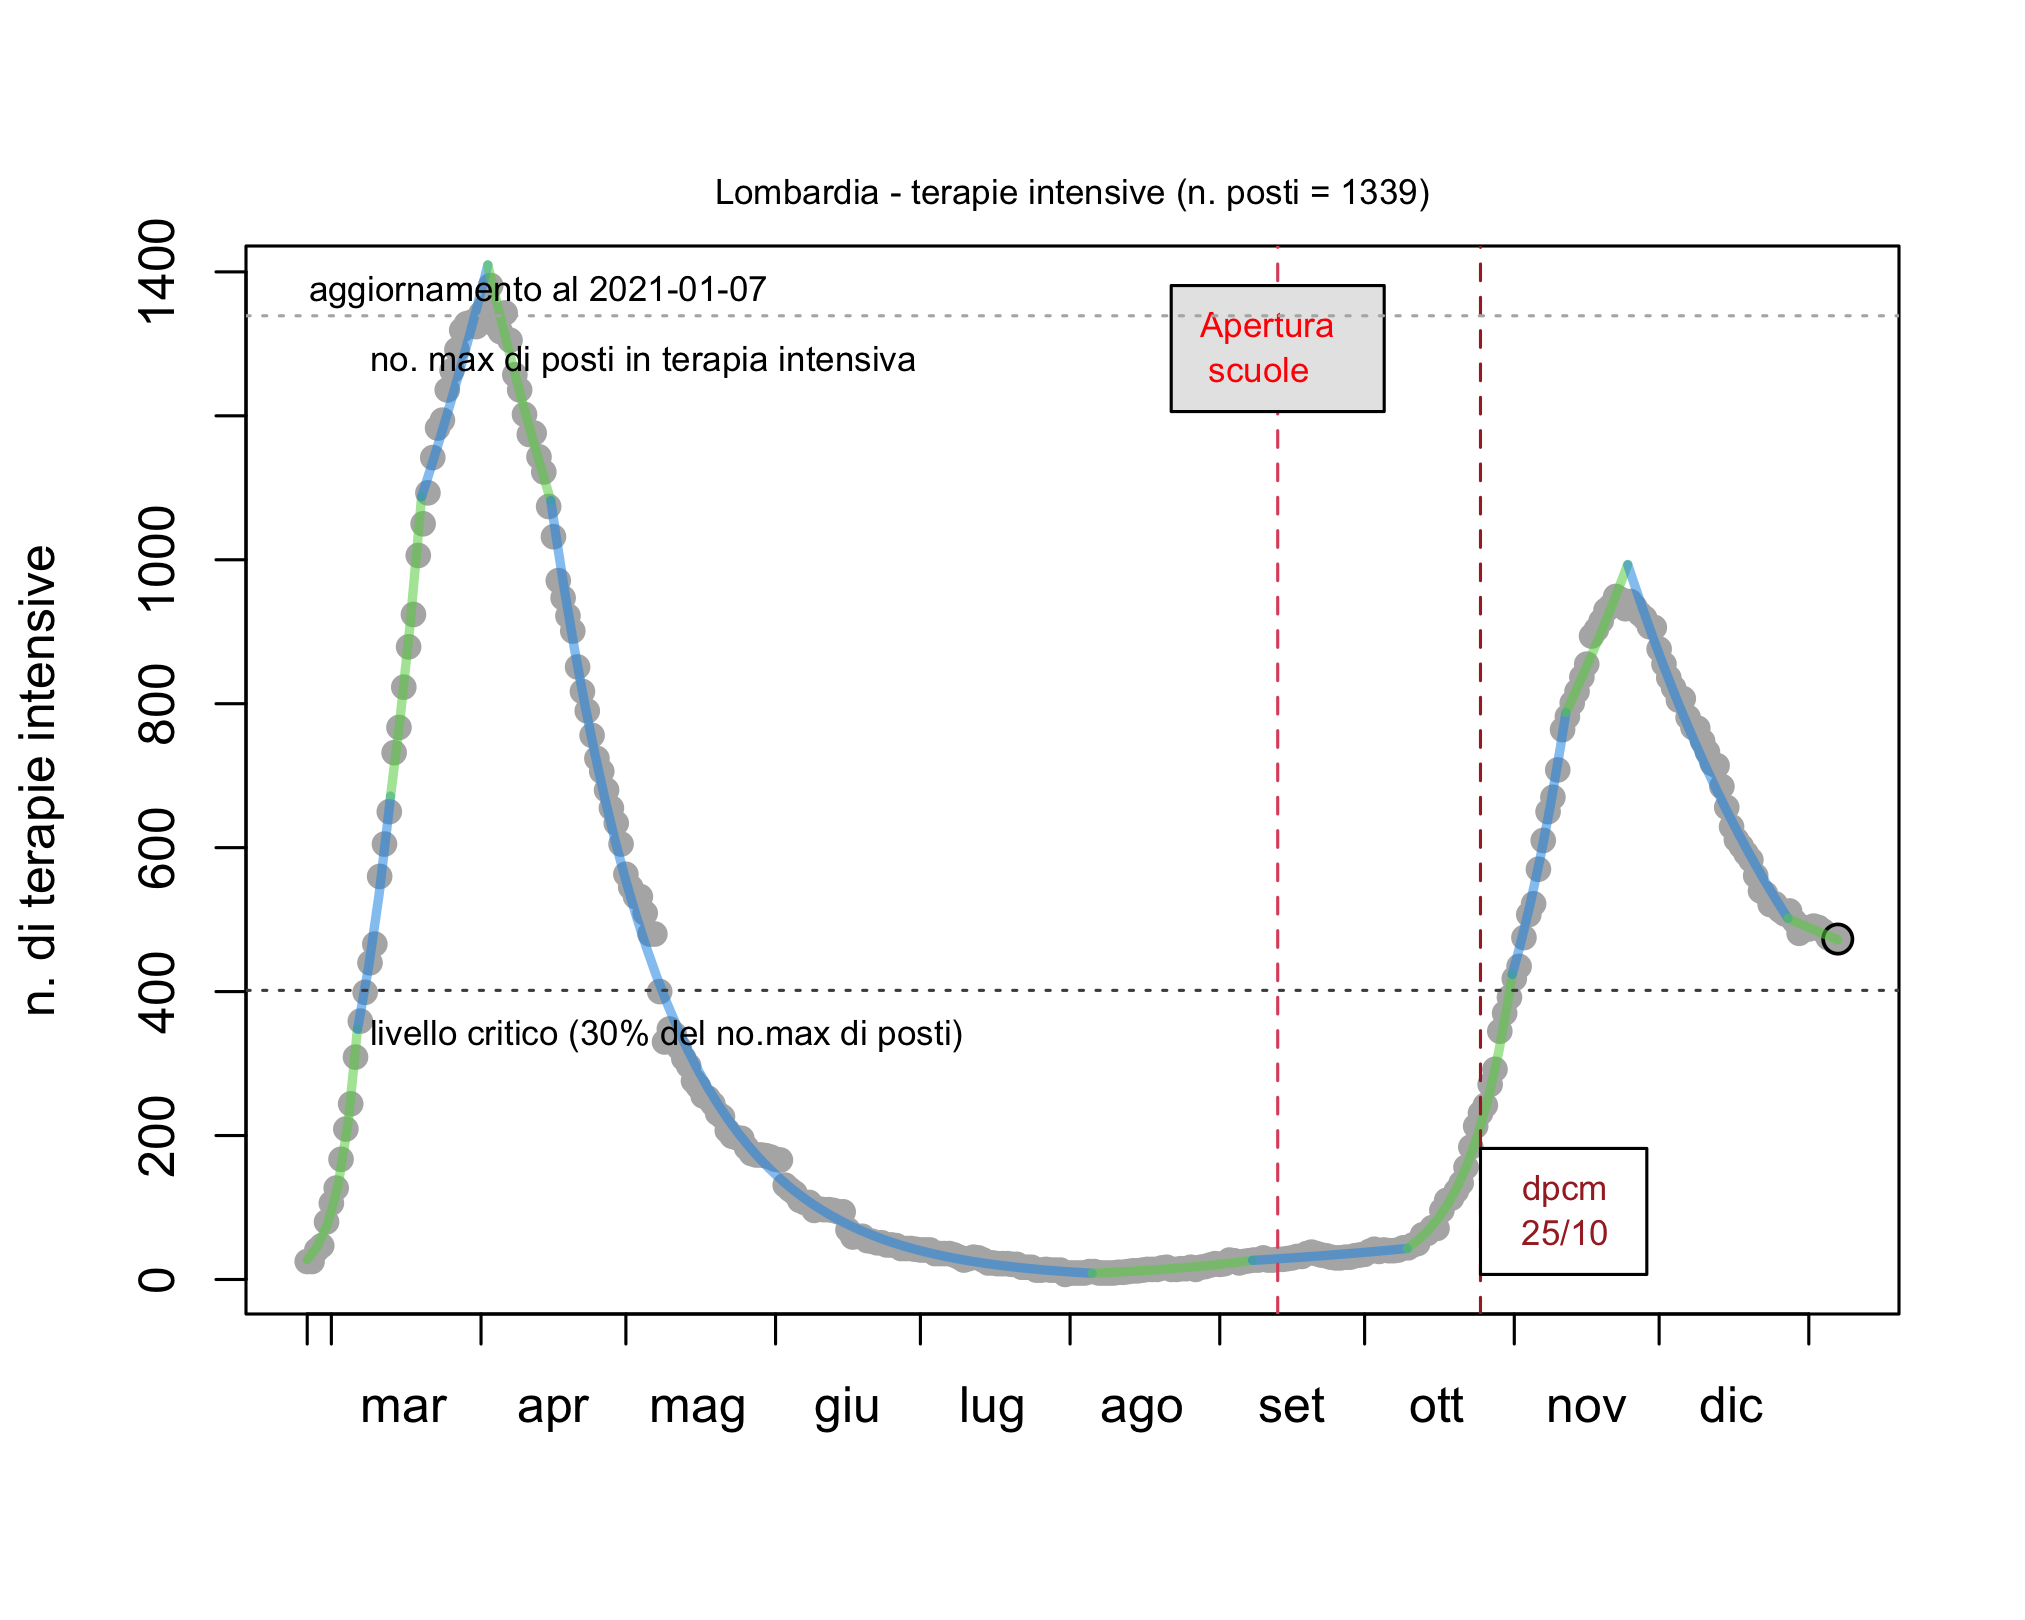 Lombardia - terapie intensive (n. posti = 1339)
aggiornamento al 2021-01-07
no. max di posti in terapia intensiva
Apertura
scuole
livello critico (30% del no.max di posti)
dpcm
25/10
n. di terapie intensive
1400
1000
800
600
400
200
0
mar apr mag giu lug ago set ott nov dic